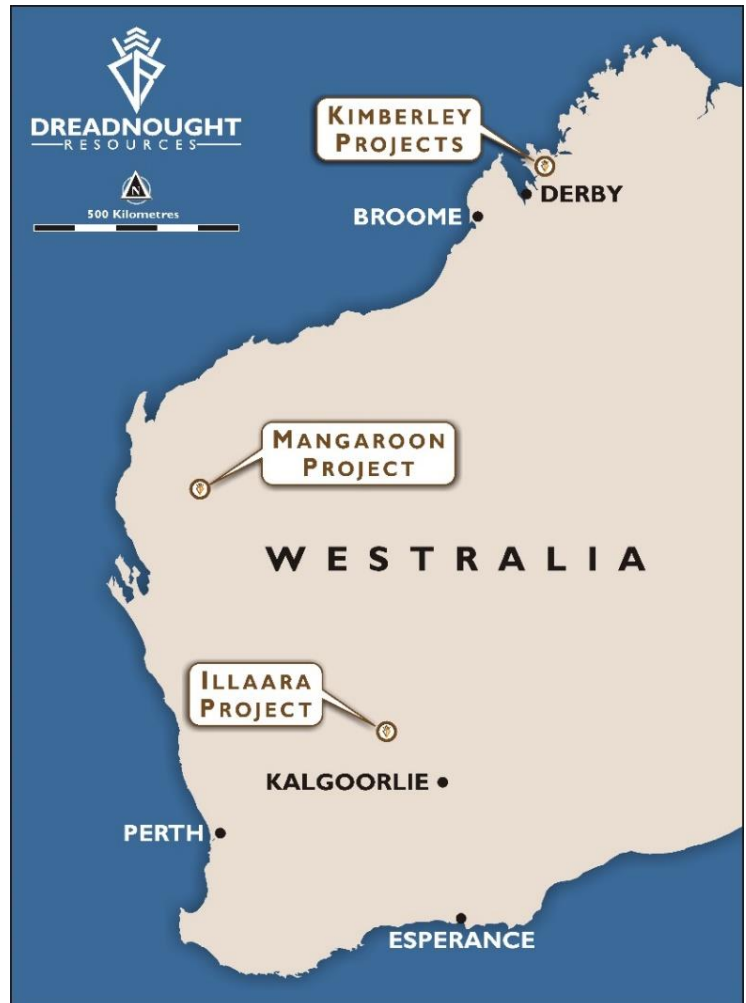 DREADNOUGHT
RESOURCES
N
500 Kilometres
KIMBERLEY
PROJECTS
DERBY
BROOME
MANGAROON
PROJECT
WESTRALIA
ILLAARA
PROJECT
KALGOORLIE
PERTH
ESPERANCE